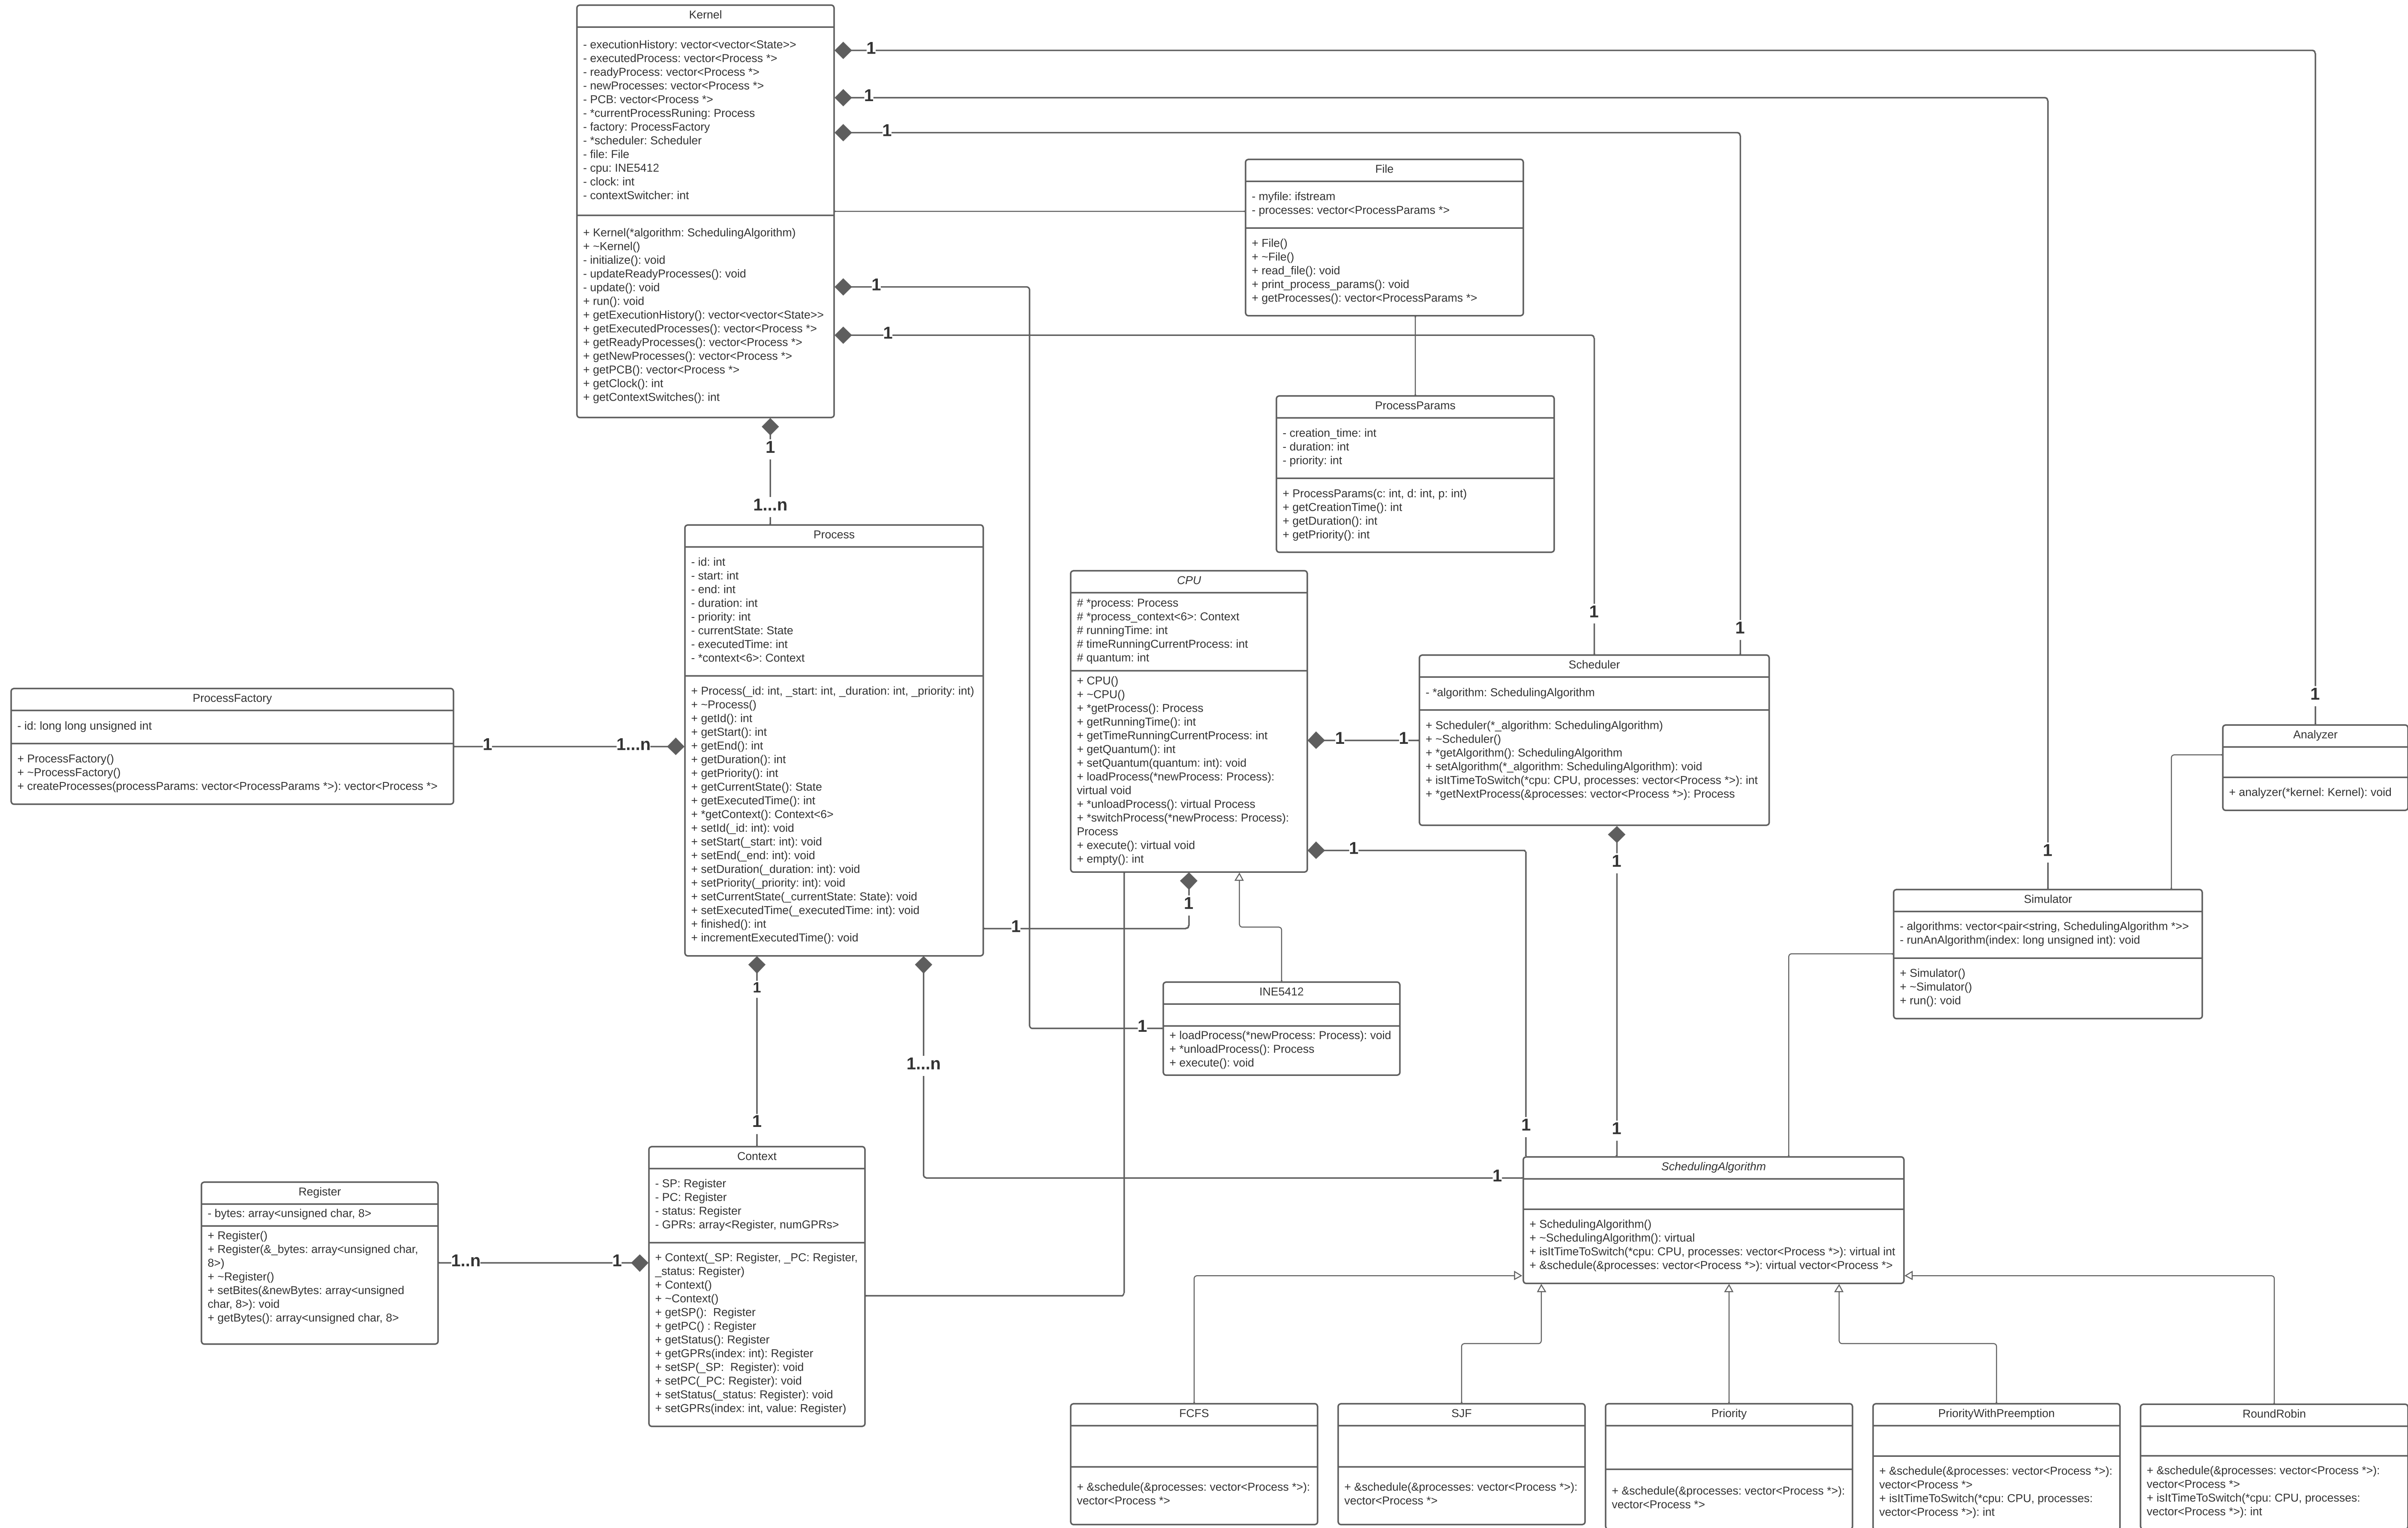 Kernel
- executionHistory: vector<vector<State>>
- executedProcess: vector<Process *>
- readyProcess: vector<Process *>
- newProcesses: vector<Process *>
- PCB: vector<Process *>
- *currentProcessRuning: Process
- factory: ProcessFactory
- *scheduler: Scheduler
- file: File
- cpu: INE5412
- clock: int
- contextSwitcher: int
+ Kernel(*algorithm: SchedulingAlgorithm)
+ ~Kernel()
- initialize(): void
- updateReadyProcesses(): void
- update(): void
+ run(): void
+ getExecutionHistory(): vector<vector<State>>
+ getExecutedProcesses(): vector<Process *>
+ getReadyProcesses(): vector<Process *>
+ getNewProcesses(): vector<Process *>
+ getPCB(): vector<Process *>
+ getClock(): int
+ getContextSwitches(): int
1
1
1
1
1
1
1...n
File
- myfile: ifstream
- processes: vector<ProcessParams *>
+ File()
+ ~File()
+ read_file(): void
+ print_process_params(): void
+ getProcesses(): vector<ProcessParams *>
ProcessParams
- creation_time: int
- duration: int
- priority: int
+ ProcessParams(c: int, d: int, p: int)
+ getCreationTime(): int
+ getDuration(): int
+ getPriority(): int
Process
- id: int
- start: int
- end: int
- duration: int
- priority: int
- currentState: State
- executedTime: int
- *context<6>: Context
+ Process(_id: int, _start: int, _duration: int, _priority: int)
+ ~Process()
+ getId(): int
+ getStart(): int
+ getEnd(): int
+ getDuration(): int
+ getPriority(): int
+ getCurrentState(): State
+ getExecutedTime(): int
+ *getContext(): Context<6>
+ setId(_id: int): void
+ setStart(_start: int): void
+ setEnd(_end: int): void
+ setDuration(_duration: int): void
+ setPriority(_priority: int): void
+ setCurrentState(_currentState: State): void
+ setExecutedTime(_executedTime: int): void
+ finished(): int
+ incrementExecutedTime(): void
ProcessFactory
- id: long long unsigned int
+ ProcessFactory()
+ ~ProcessFactory()
+ createProcesses(processParams: vector<ProcessParams *>): vector<Process *>
1
1...n
CPU
# *process: Process
# *process_context<6>: Context
# runningTime: int
# timeRunningCurrentProcess: int
# quantum: int
+ CPU()
+ ~CPU()
+ *getProcess(): Process
+ getRunningTime(): int
+ getTimeRunningCurrentProcess: int
+ getQuantum(): int
+ setQuantum(quantum: int): void
+ loadProcess(*newProcess: Process):
virtual void
+ *unloadProcess(): virtual Process
+ *switchProcess(*newProcess: Process):
Process
+ execute(): virtual void
+ empty(): int
1
1
1
1
1
1
Scheduler
- *algorithm: SchedulingAlgorithm
+ Scheduler(*_algorithm: SchedulingAlgorithm)
+ ~Scheduler()
+ *getAlgorithm(): SchedulingAlgorithm
+ setAlgorithm(*_algorithm: SchedulingAlgorithm): void
+ isItTimeToSwitch(*cpu: CPU, processes: vector<Process *>): int
+ *getNextProcess(&processes: vector<Process *>): Process
1
1
1
Analyzer
+ analyzer(*kernel: Kernel): void
1
Simulator
- algorithms: vector<pair<string, SchedulingAlgorithm *>>
- runAnAlgorithm(index: long unsigned int): void
+ Simulator()
+ ~Simulator()
+ run(): void
INE5412
+ loadProcess(*newProcess: Process): void
+ *unloadProcess(): Process
+ execute(): void
1
1
1
1...n
1
1
1
Context
- SP: Register
- PC: Register
- status: Register
- GPRs: array<Register, numGPRs>
+ Context(_SP: Register, _PC: Register,
_status: Register)
+ Context()
+ ~Context()
+ getSP():  Register
+ getPC() : Register
+ getStatus(): Register
+ getGPRs(index: int): Register
+ setSP(_SP:  Register): void
+ setPC(_PC: Register): void
+ setStatus(_status: Register): void
+ setGPRs(index: int, value: Register)
Register
- bytes: array<unsigned char, 8>
+ Register()
+ Register(&_bytes: array<unsigned char,
8>)
+ ~Register()
+ setBites(&newBytes: array<unsigned
char, 8>): void
+ getBytes(): array<unsigned char, 8>
1..n
1
SchedulingAlgorithm
+ SchedulingAlgorithm()
+ ~SchedulingAlgorithm(): virtual
+ isItTimeToSwitch(*cpu: CPU, processes: vector<Process *>): virtual int
+ &schedule(&processes: vector<Process *>): virtual vector<Process *>
FCFS
+ &schedule(&processes: vector<Process *>):
vector<Process *>
SJF
+ &schedule(&processes: vector<Process *>):
vector<Process *>
Priority
+ &schedule(&processes: vector<Process *>):
vector<Process *>
PriorityWithPreemption
+ &schedule(&processes: vector<Process *>):
vector<Process *>
+ isItTimeToSwitch(*cpu: CPU, processes:
vector<Process *>): int
RoundRobin
+ &schedule(&processes: vector<Process *>):
vector<Process *>
+ isItTimeToSwitch(*cpu: CPU, processes:
vector<Process *>): int